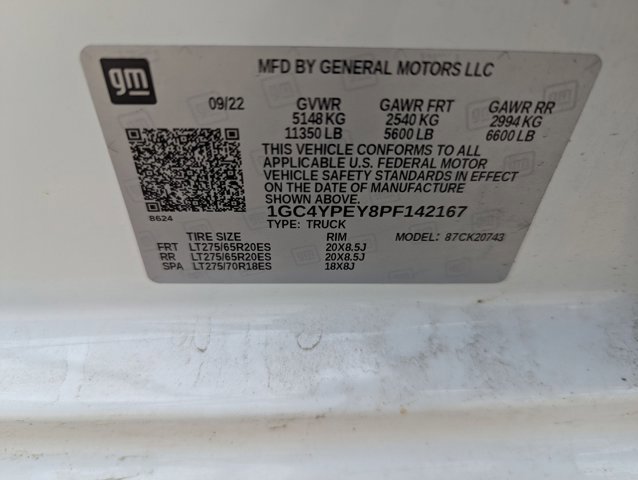 gm
MFD BY GENERAL MOTORS LLC
09/22 GVWR GAWR FRT GAWR RR
5148 KG 2540 KG 2994 KG
11350 LB 5600 LB 6600 LB
THIS VEHICLE CONFORMS TO ALL
APPLICABLE U.S. FEDERAL MOTOR
VEHICLE SAFETY STANDARDS IN EFFECT
ON THE DATE OF MANUFACTURE
SHOWN ABOVE.
B624
1GC4YPEY8PF142167
TYPE: TRUCK
TIRE SIZE RIM MODEL: 87CK20743
FRT LT275/65R20ES 20X8.5J
RR LT275/65R20ES 20X8.5J
SPA LT275/70R18ES 18X8J